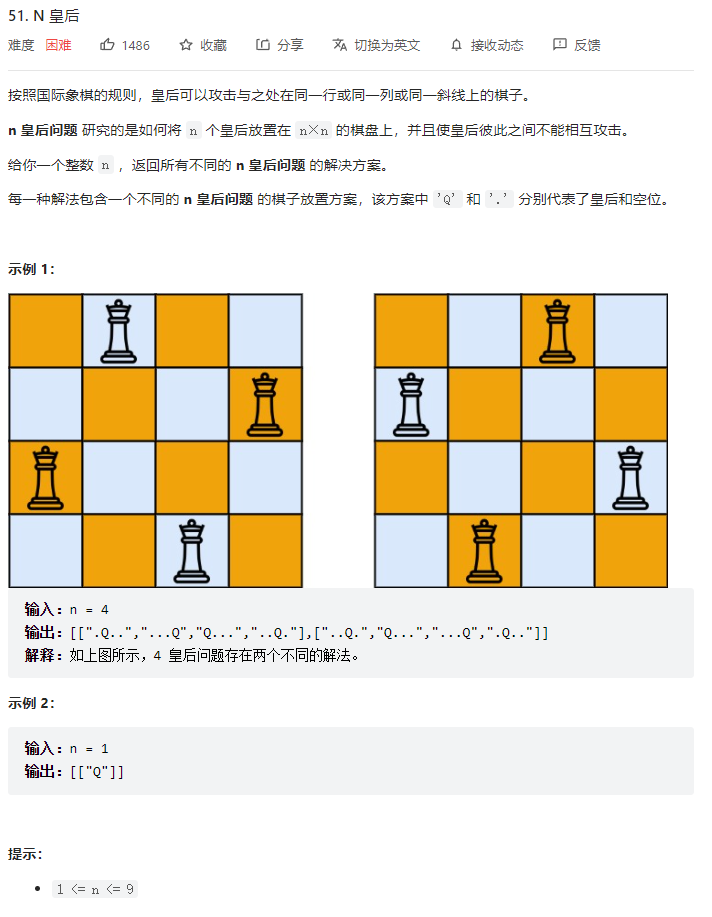 51. N 皇后
难度 困难 1486 收藏 分享 切换为英文 接收动态 反馈
按照国际象棋的规则，皇后可以攻击与之处在同一行或同一列或同一斜线上的棋子。
n 皇后问题 研究的是如何将 n 个皇后放置在 n×n 的棋盘上，并且使皇后彼此之间不能相互攻击。
给你一个整数 n ，返回所有不同的 n 皇后问题 的解决方案。
每一种解法包含一个不同的 n 皇后问题 的棋子放置方案，该方案中 'Q' 和 '.' 分别代表了皇后和空位。
示例 1：
输入：n = 4
输出：[[".Q..","...Q","Q...","..Q."],["..Q.","Q...","...Q",".Q.."]]
解释：如上图所示，4 皇后问题存在两个不同的解法。
示例 2：
输入：n = 1
输出：[["Q"]]
提示：
1 <= n <= 9